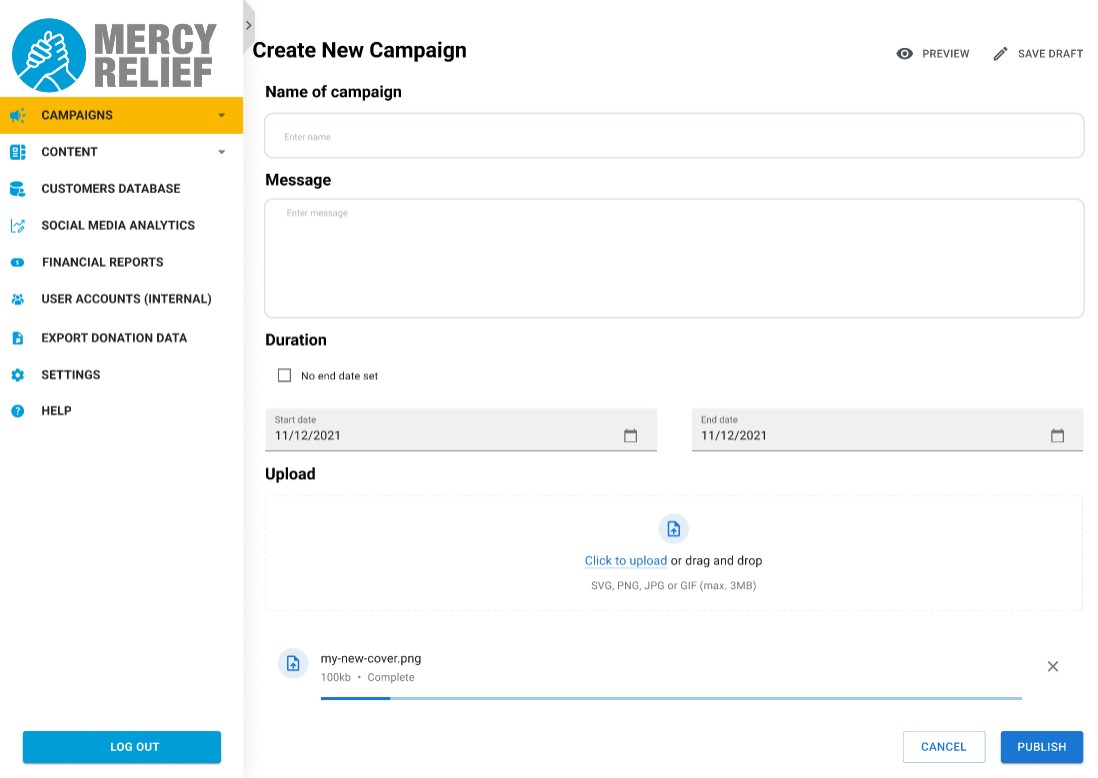 MERCY
RELIEF
CAMPAIGNS
CONTENT
CUSTOMERS DATABASE
SOCIAL MEDIA ANALYTICS
FINANCIAL REPORTS
USER ACCOUNTS (INTERNAL)
EXPORT DONATION DATA
SETTINGS
HELP
LOG OUT
Create New Campaign
PREVIEW
SAVE DRAFT
Name of campaign
Enter name
Message
Enter message
Duration
No end date set
Start date
11/12/2021
End date
11/12/2021
Upload
Click to upload or drag and drop
SVG, PNG, JPG or GIF (max. 3MB)
my-new-cover.png
100kb • Complete
CANCEL
PUBLISH